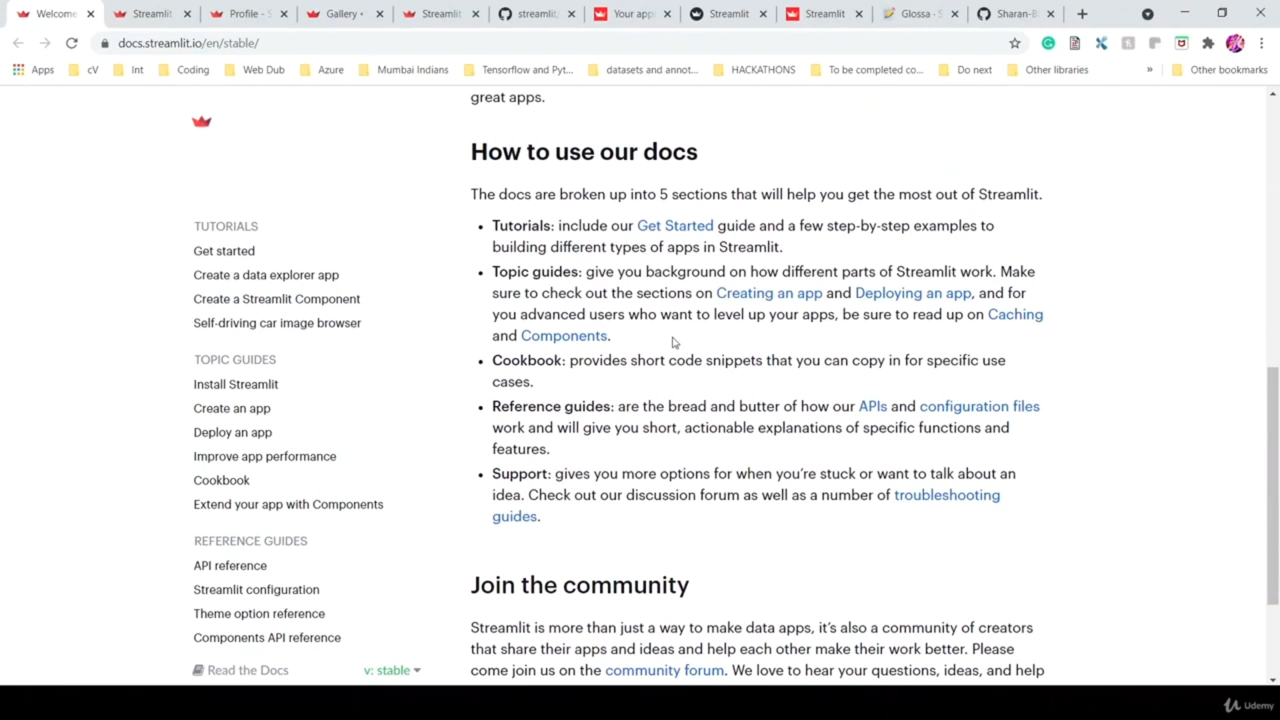 Welcome
Streamlit
Profile - S
Gallery •
Streamlit
streamlit,
Your app
Streamlit
Streamlit
Glossa · S
Sharan-B
docs.streamlit.io/en/stable/
Apps
cV
Int
Coding
Web Dub
Azure
Mumbai Indians
Tensorflow and Pyt...
datasets and annot...
HACKATHONS
To be completed co...
Do next
Other libraries
»
Other bookmarks
great apps.
How to use our docs
The docs are broken up into 5 sections that will help you get the most out of Streamlit.
• Tutorials: include our Get Started guide and a few step-by-step examples to
building different types of apps in Streamlit.
• Topic guides: give you background on how different parts of Streamlit work. Make
sure to check out the sections on Creating an app and Deploying an app, and for
you advanced users who want to level up your apps, be sure to read up on Caching
and Components.
• Cookbook: provides short code snippets that you can copy in for specific use
cases.
• Reference guides: are the bread and butter of how our APIs and configuration files
work and will give you short, actionable explanations of specific functions and
features.
• Support: gives you more options for when you're stuck or want to talk about an
idea. Check out our discussion forum as well as a number of troubleshooting
guides.
Join the community
Streamlit is more than just a way to make data apps, it's also a community of creators
that share their apps and ideas and help each other make their work better. Please
come join us on the community forum. We love to hear your questions, ideas, and help
TUTORIALS
Get started
Create a data explorer app
Create a Streamlit Component
Self-driving car image browser
TOPIC GUIDES
Install Streamlit
Create an app
Deploy an app
Improve app performance
Cookbook
Extend your app with Components
REFERENCE GUIDES
API reference
Streamlit configuration
Theme option reference
Components API reference
Read the Docs
v: stable
Udemy